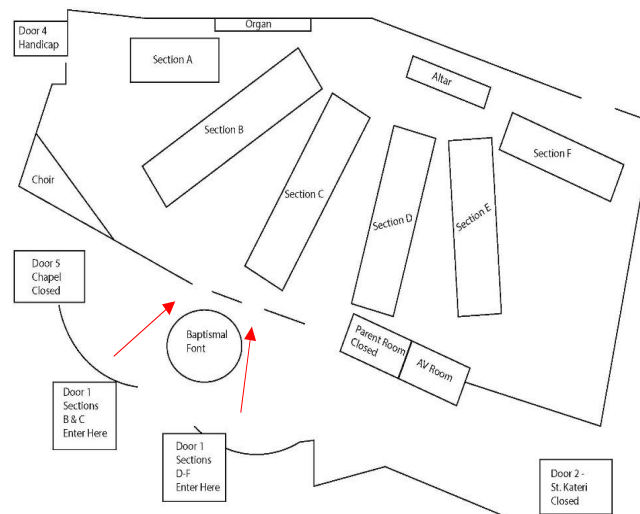 Door 4
Handicap
Organ
Section A
Altar
Section B
Section F
Section C
Section D
Section E
Choir
Door 5
Chapel
Closed
Baptismal
Font
Parent Room
Closed
AV Room
Door 1
Sections
B & C
Enter Here
Door 1
Sections
D-F
Enter Here
Door 2 -
St. Kateri
Closed